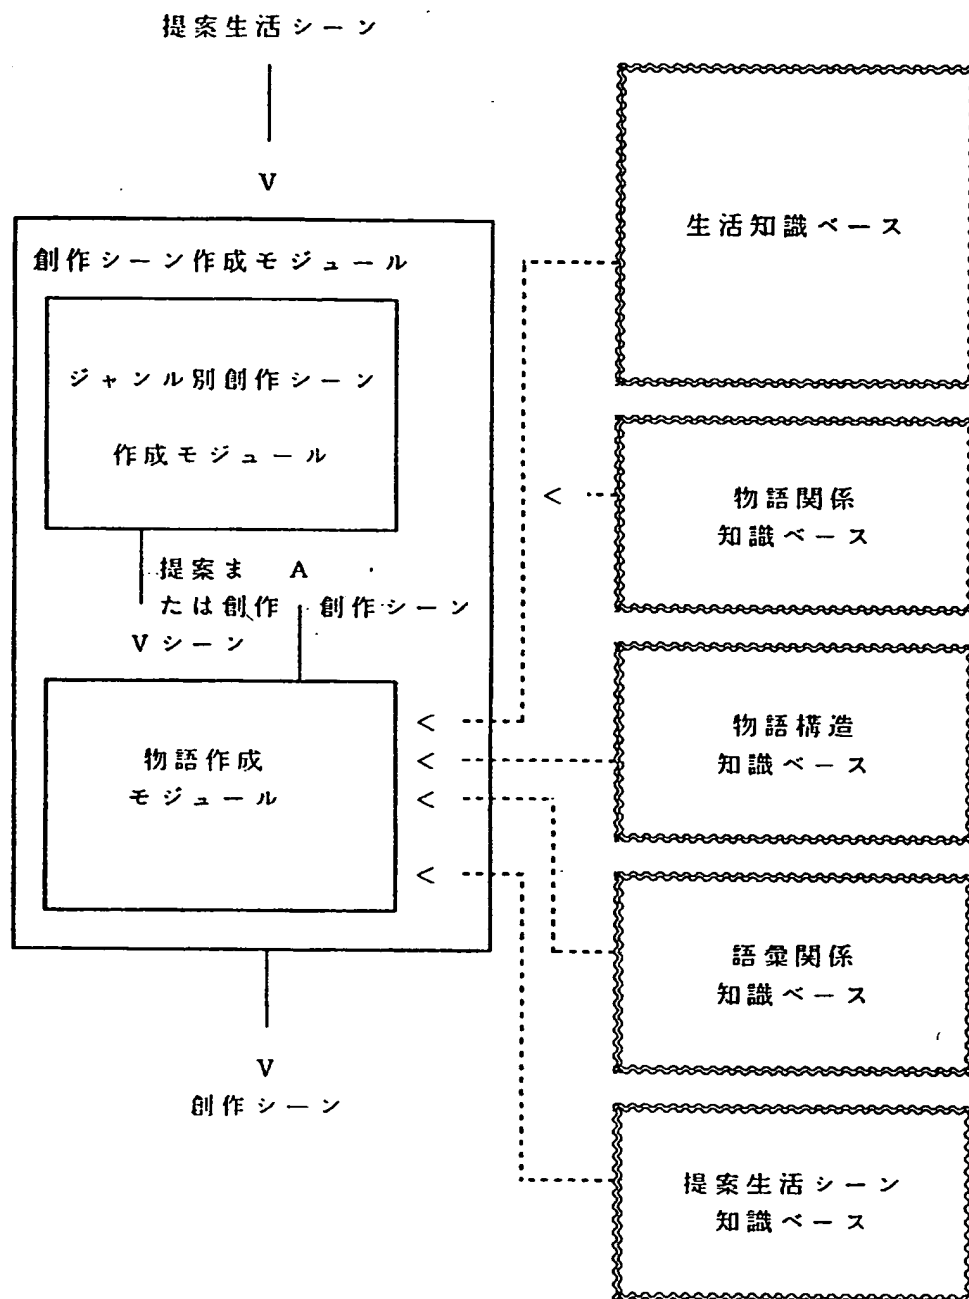 提案生活シーン
V
創作シーン作成モジュール
ジャンル別創作シーン
作成モジュール
提案ま
たは創作
Vシーン
A
創作シーン
物語作成
モジュール
<
<
<
<
V
創作シーン
生活知識ベース
<
物語関係
知識ベース
物語構造
知識ベース
語彙関係
知識ベース
提案生活シーン
知識ベース